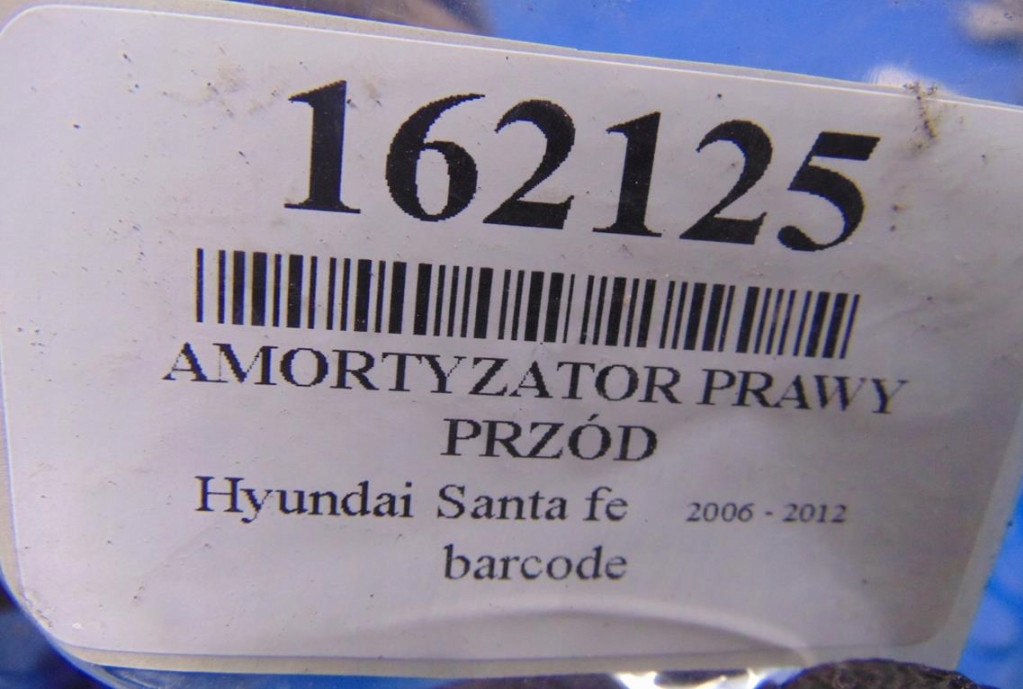 162125
AMORTYZATOR PRAWY
PRZÓD
Hyundai Santa fe 2006 - 2012
barcode